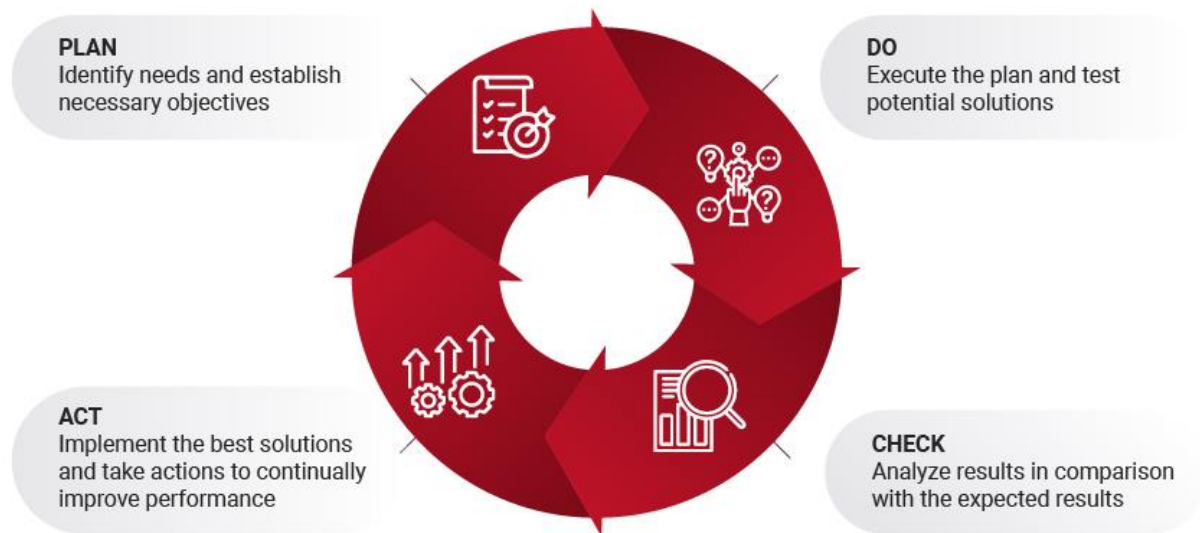 PLAN
Identify needs and establish
necessary objectives
DO
Execute the plan and test
potential solutions
ACT
Implement the best solutions
and take actions to continually
improve performance
CHECK
Analyze results in comparison
with the expected results